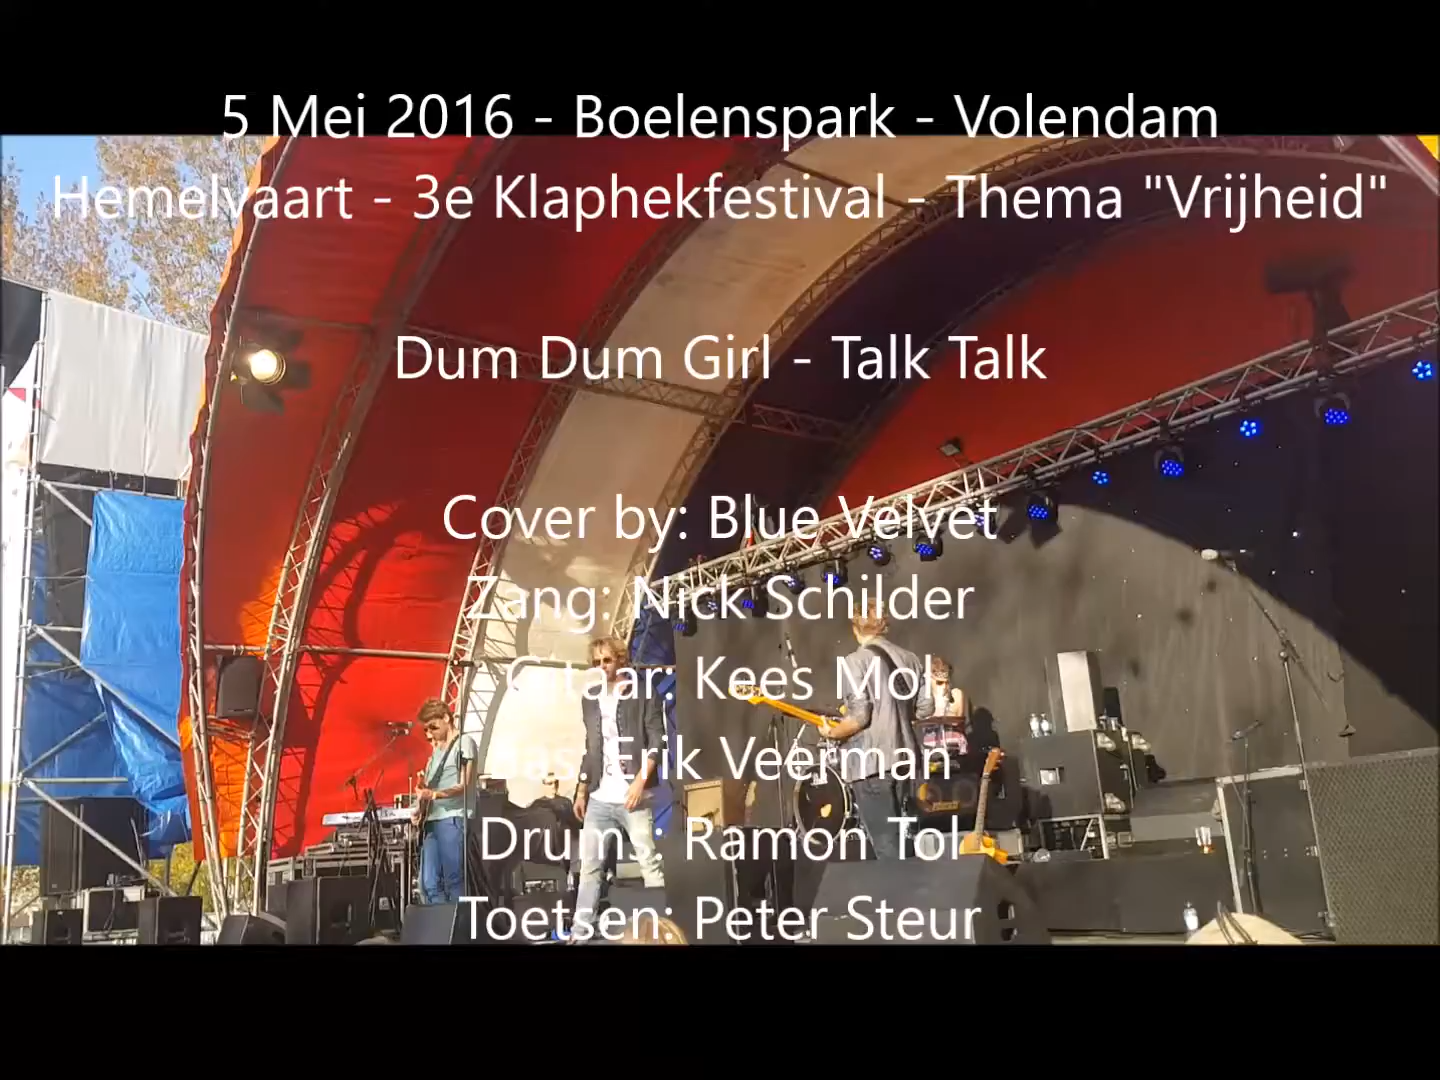 5 Mei 2016 - Boelenspark - Volendam
Hemelvaart - 3e Klaphekfestival - Thema "Vrijheid"
Dum Dum Girl - Talk Talk
Cover by: Blue Velvet
Zang: Nick Schilder
Gitaar: Kees Mol
Bas: Erik Veerman
Drums: Ramon Tol
Toetsen: Peter Steur